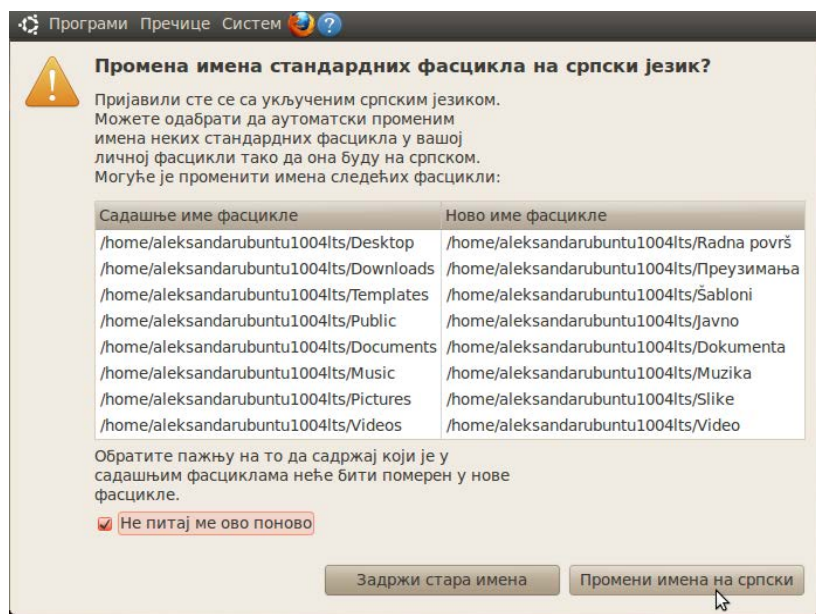 Програми Пречице Систем
Промена имена стандардних фасцикла на српски језик?
Пријавили сте се са укљученим српским језиком.
Можете одабрати да аутоматски променим
имена неких стандардних фасцикла у вашој
личној фасцикли тако да она буду на српском.
Могуће је променити имена следећих фасцикли:
Садашње име фасцикле Ново име фасцикле
/home/aleksandarubuntu1004lts/Desktop /home/aleksandarubuntu1004lts/Radna površ
/home/aleksandarubuntu1004lts/Downloads /home/aleksandarubuntu1004lts/Преузимања
/home/aleksandarubuntu1004lts/Templates /home/aleksandarubuntu1004lts/Šabloni
/home/aleksandarubuntu1004lts/Public /home/aleksandarubuntu1004lts/Javno
/home/aleksandarubuntu1004lts/Documents /home/aleksandarubuntu1004lts/Dokumenta
/home/aleksandarubuntu1004lts/Music /home/aleksandarubuntu1004lts/Muzika
/home/aleksandarubuntu1004lts/Pictures /home/aleksandarubuntu1004lts/Slike
/home/aleksandarubuntu1004lts/Videos /home/aleksandarubuntu1004lts/Video
Обратите пажњу на то да садржај који је у
садашњим фасциклама неће бити померен у нове
фасцикле.
Не питај ме ово поново
Задржи стара имена Промени имена на српски